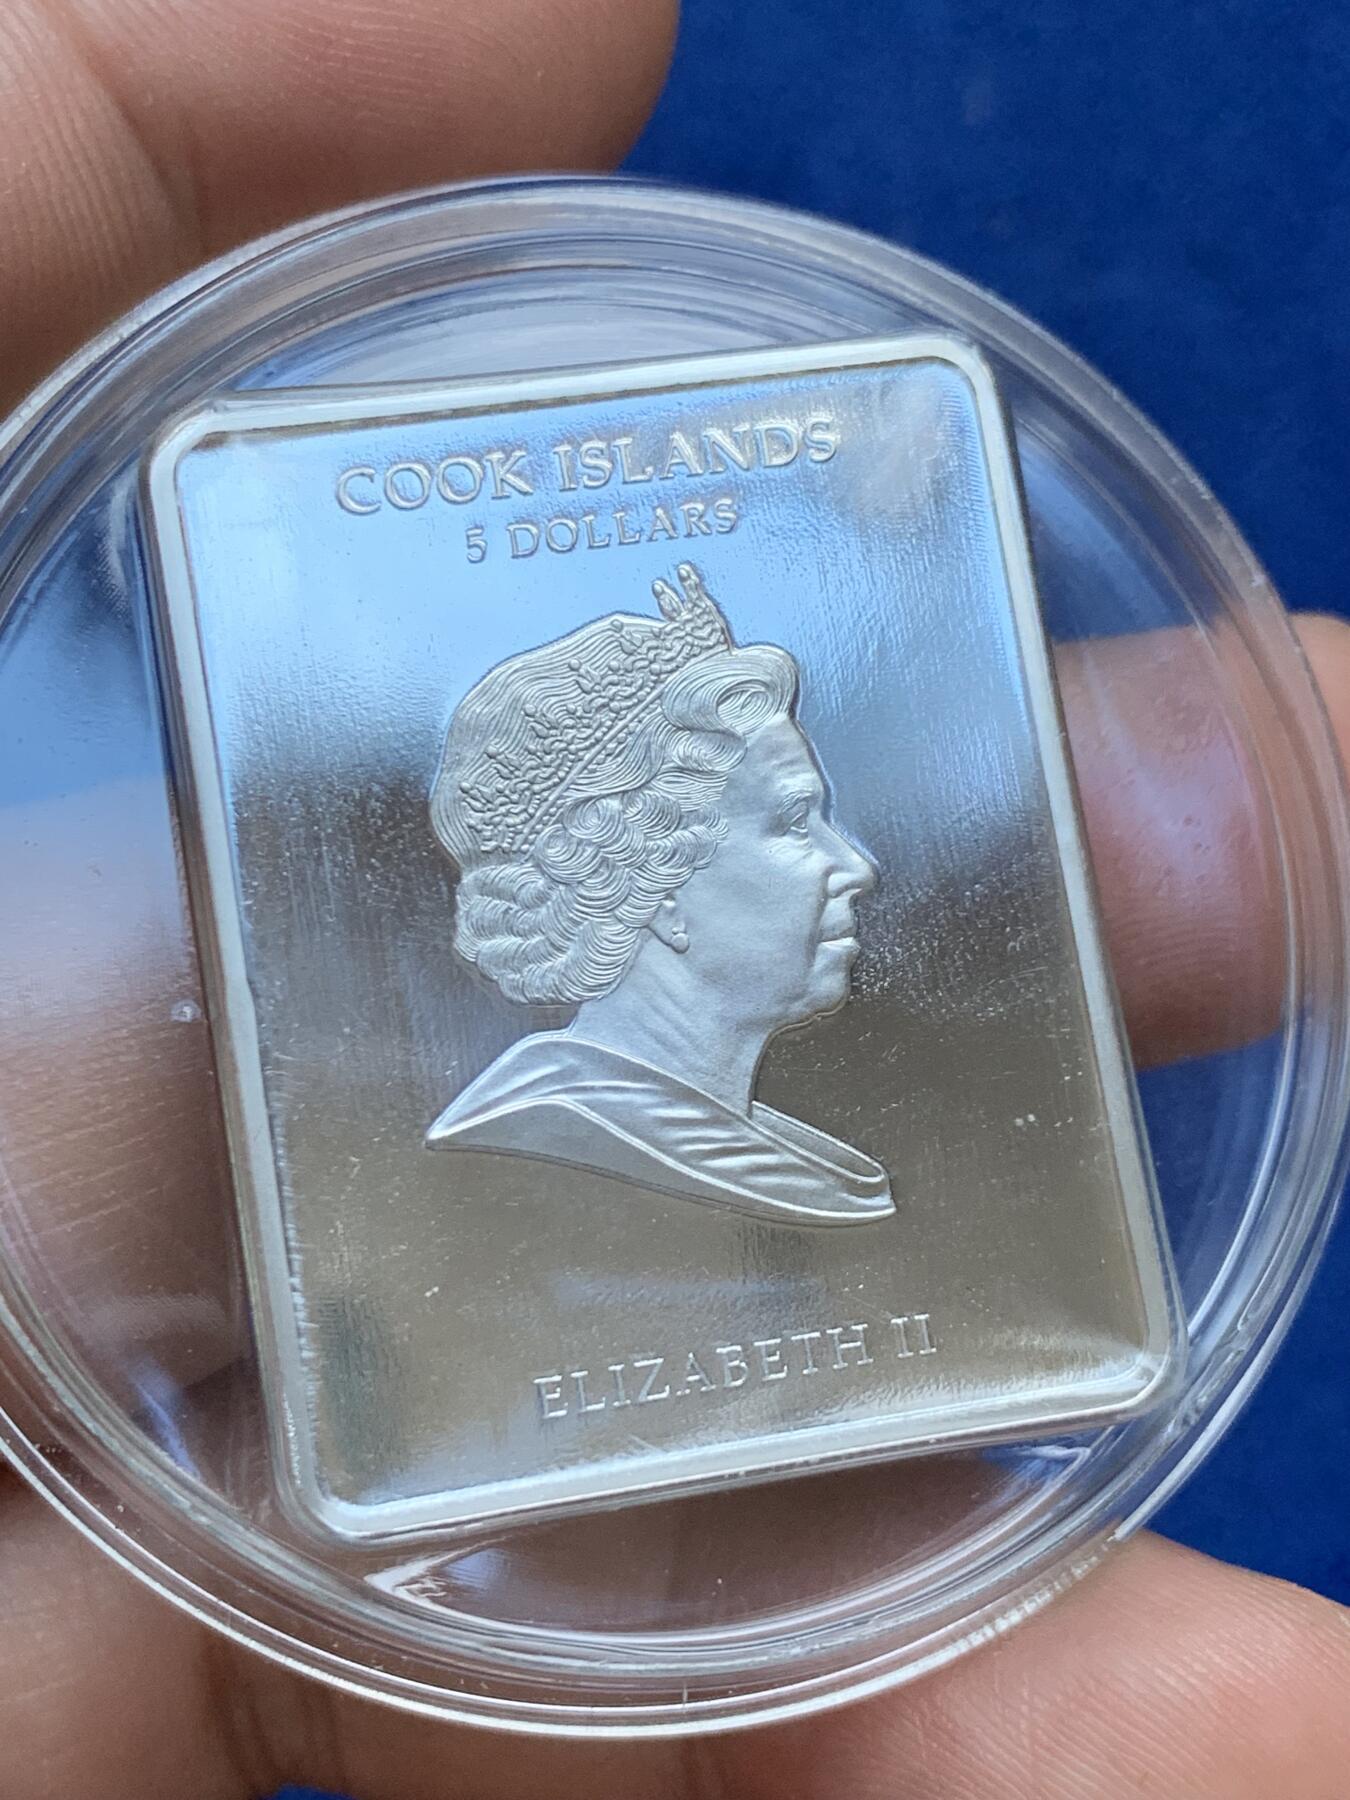 COOK ISLANDS
5 DOLLARS
ELIZABETH II